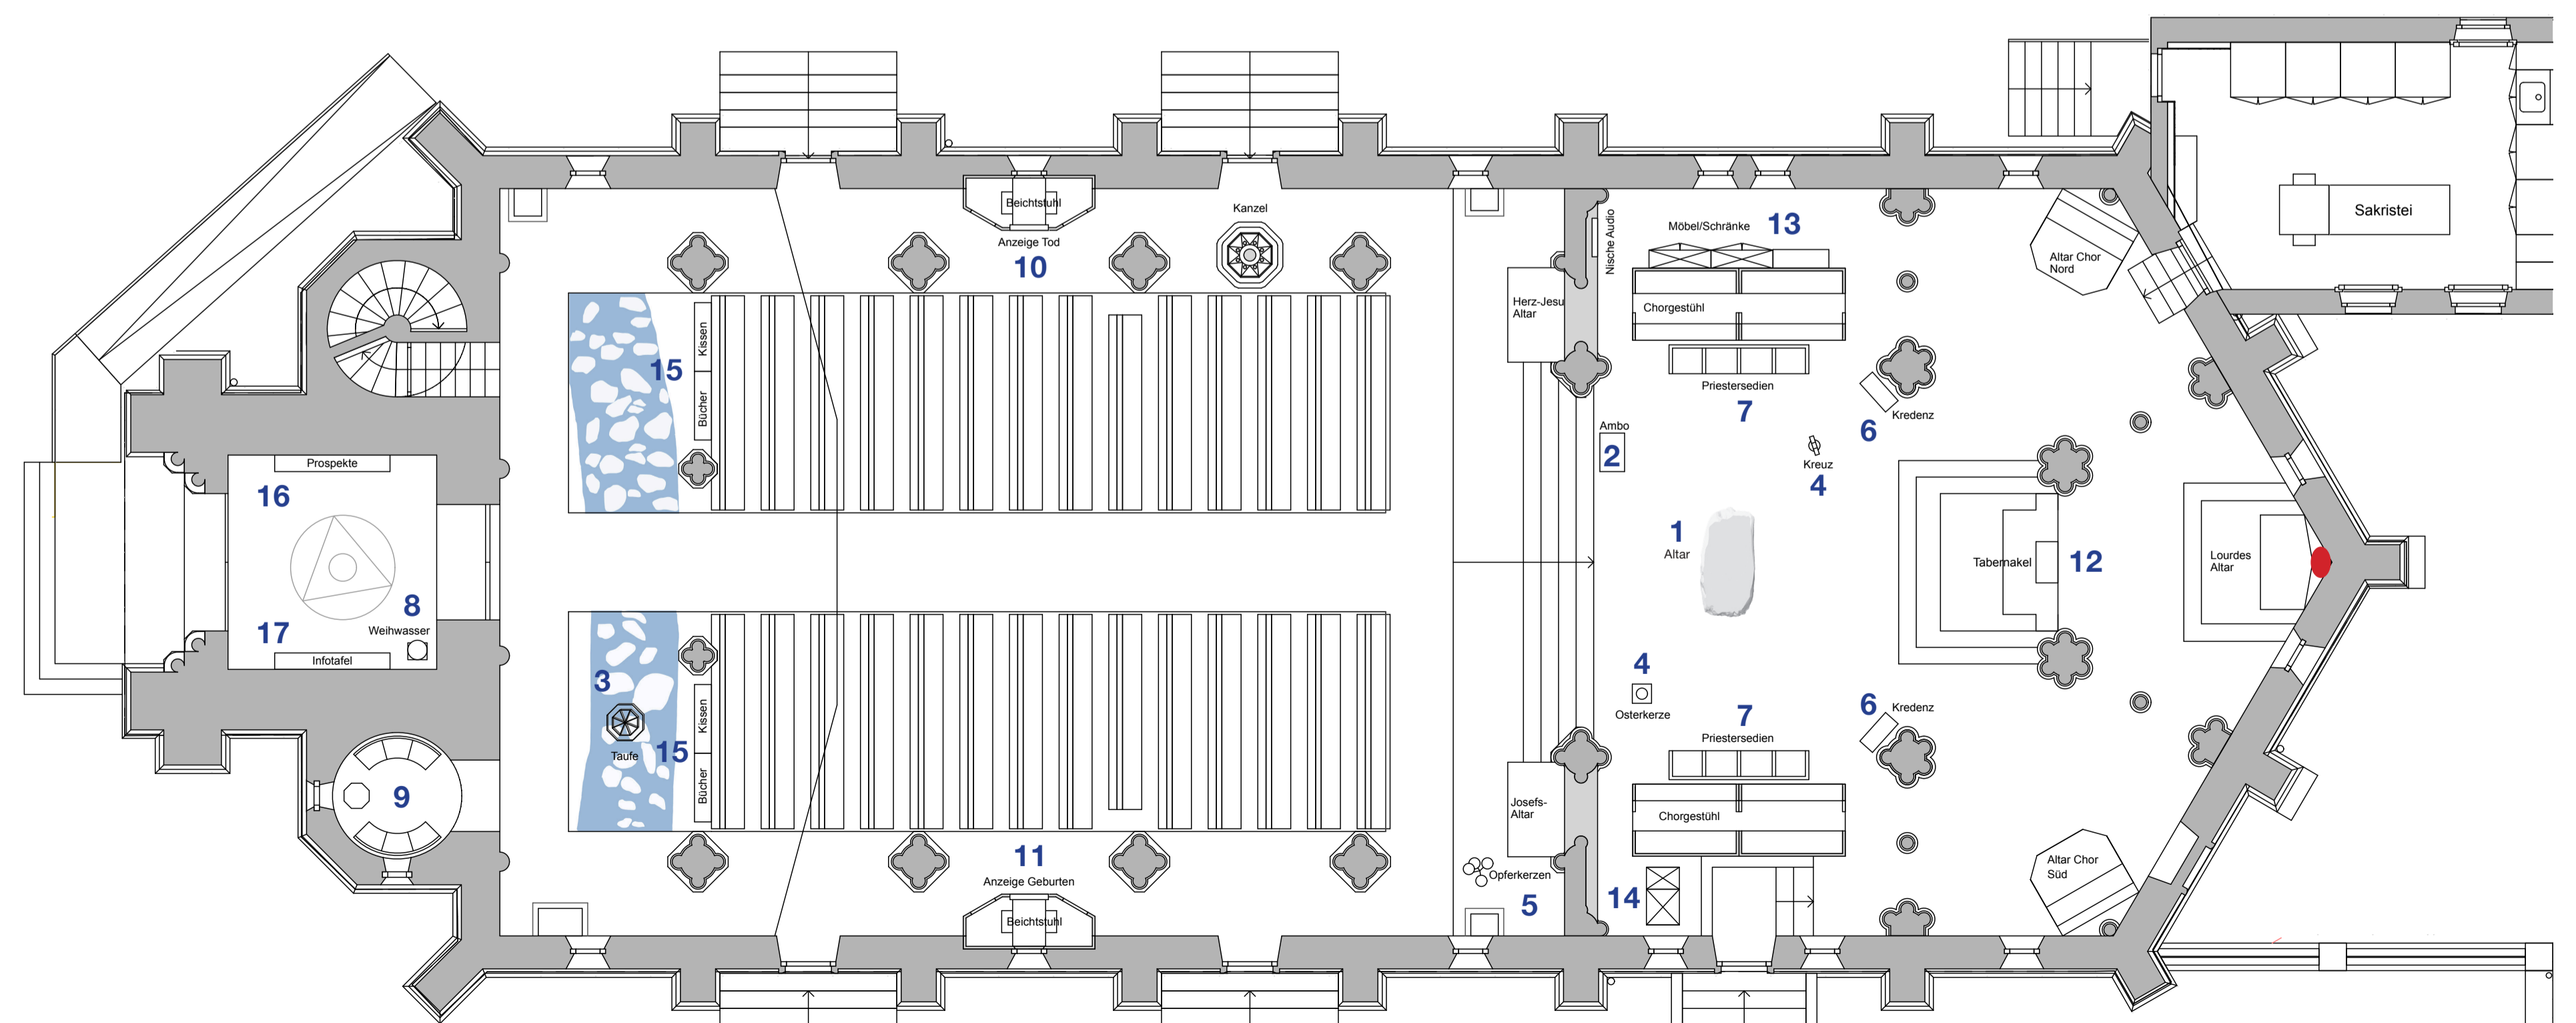 Sakristei
Kanzel
Beichtstuhl
Anzeige Tod
10
Nische Audio
Möbel/Schränke
13
Altar Chor
Nord
Herz-Jesu
Altar
Chorgestühl
Kissen
15
Bücher
Priestersedien
7
Kredenz
6
Ambo
2
Kreuz
4
Prospekte
16
1
Altar
Tabernakel
12
Lourdes
Altar
8
Weihwasser
17
Infotafel
3
Taufe
Kissen
15
Bücher
4
Osterkerze
7
Priestersedien
6
Kredenz
9
Josefs-
Altar
Chorgestühl
11
Anzeige Geburten
Beichtstuhl
Opferkerzen
5
14
Altar Chor
Süd